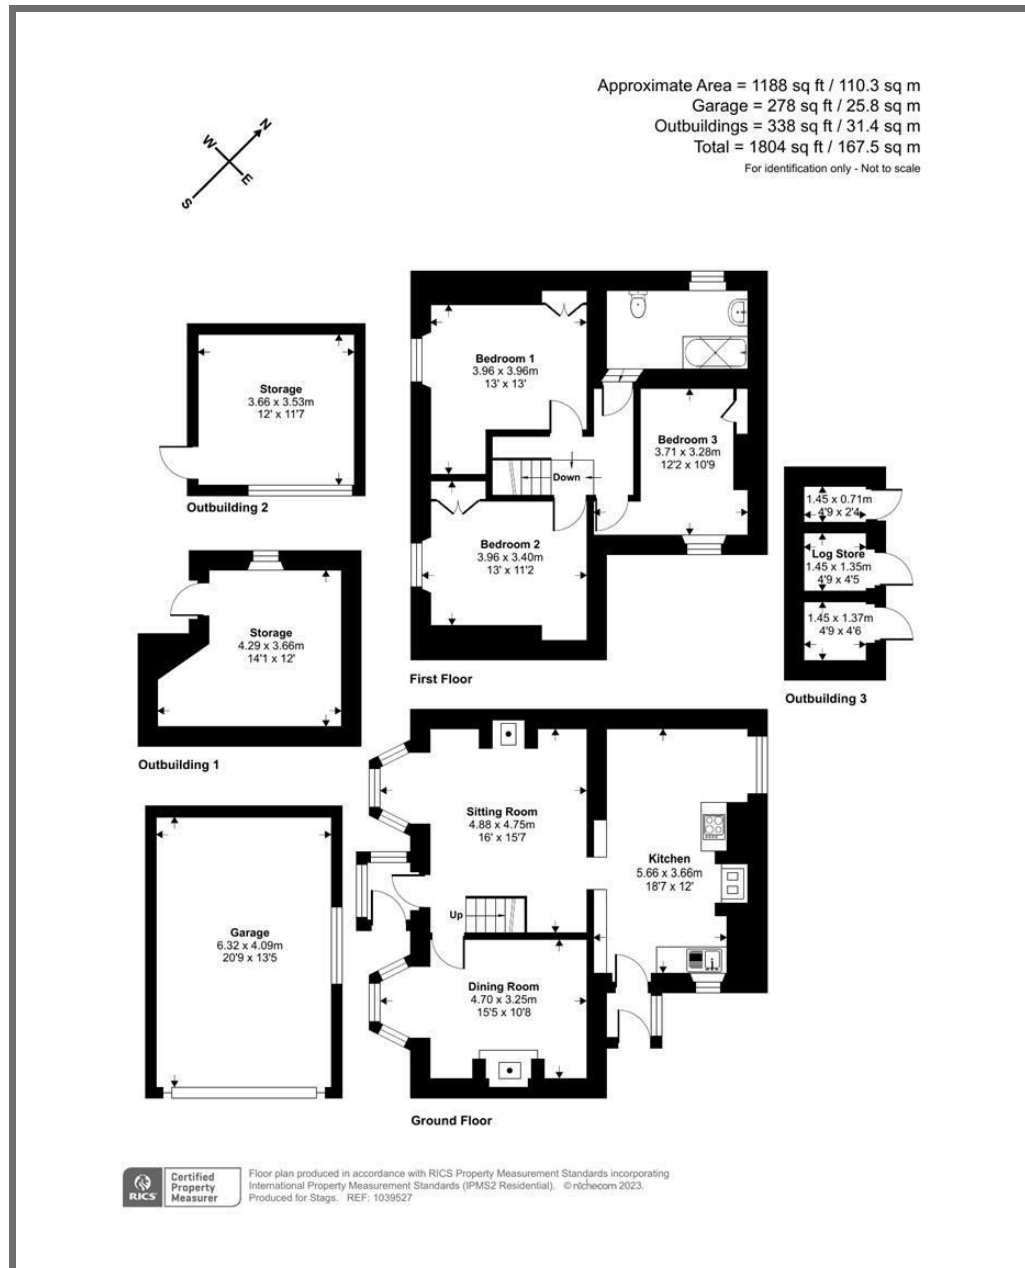 Approximate Area = 1188 sq ft / 110.3 sq m
Garage = 278 sq ft / 25.8 sq m
Outbuildings = 338 sq ft / 31.4 sq m
Total = 1804 sq ft / 167.5 sq m
For identification only - Not to scale
N
W
E
S
Bedroom 1
3.96 x 3.96m
13' x 13'
Storage
3.66 x 3.53m
12' x 11'7
Outbuilding 2
Bedroom 3
3.71 x 3.28m
12'2 x 10'9
Down
Bedroom 2
3.96 x 3.40m
13' x 11'2
First Floor
1.45 x 0.71m
4'9 x 2'4
Log Store
1.45 x 1.35m
4'9 x 4'5
1.45 x 1.37m
4'9 x 4'6
Outbuilding 3
Storage
4.29 x 3.66m
14'1 x 12'
Outbuilding 1
Sitting Room
4.88 x 4.75m
16' x 15'7
Kitchen
5.66 x 3.66m
18'7 x 12'
Up
Garage
6.32 x 4.09m
20'9 x 13'5
Dining Room
4.70 x 3.25m
15'5 x 10'8
Ground Floor
RICS
Certified
Property
Measurer
Floor plan produced in accordance with RICS Property Measurement Standards incorporating
International Property Measurement Standards (IPMS2 Residential). © nichecom 2023.
Produced for Stags. REF: 1039527